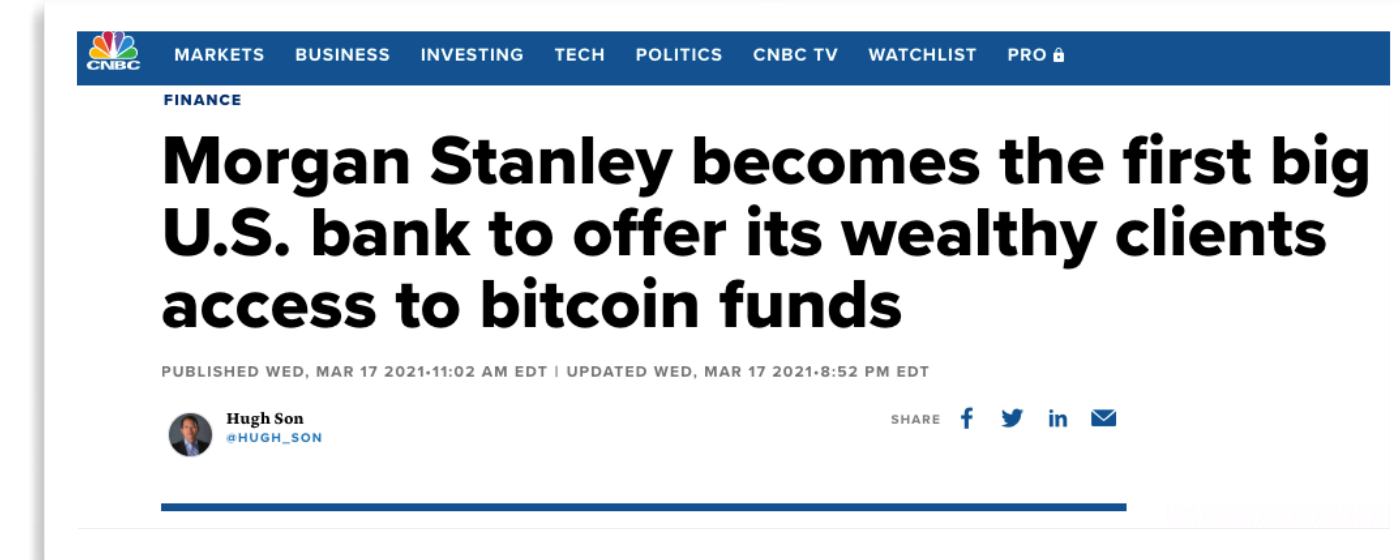 CNBC
MARKETS BUSINESS INVESTING TECH POLITICS CNBC TV WATCHLIST PRO
FINANCE
Morgan Stanley becomes the first big
U.S. bank to offer its wealthy clients
access to bitcoin funds
PUBLISHED WED, MAR 17 2021•11:02 AM EDT | UPDATED WED, MAR 17 2021•8:52 PM EDT
Hugh Son
@HUGH_SON
SHARE f in